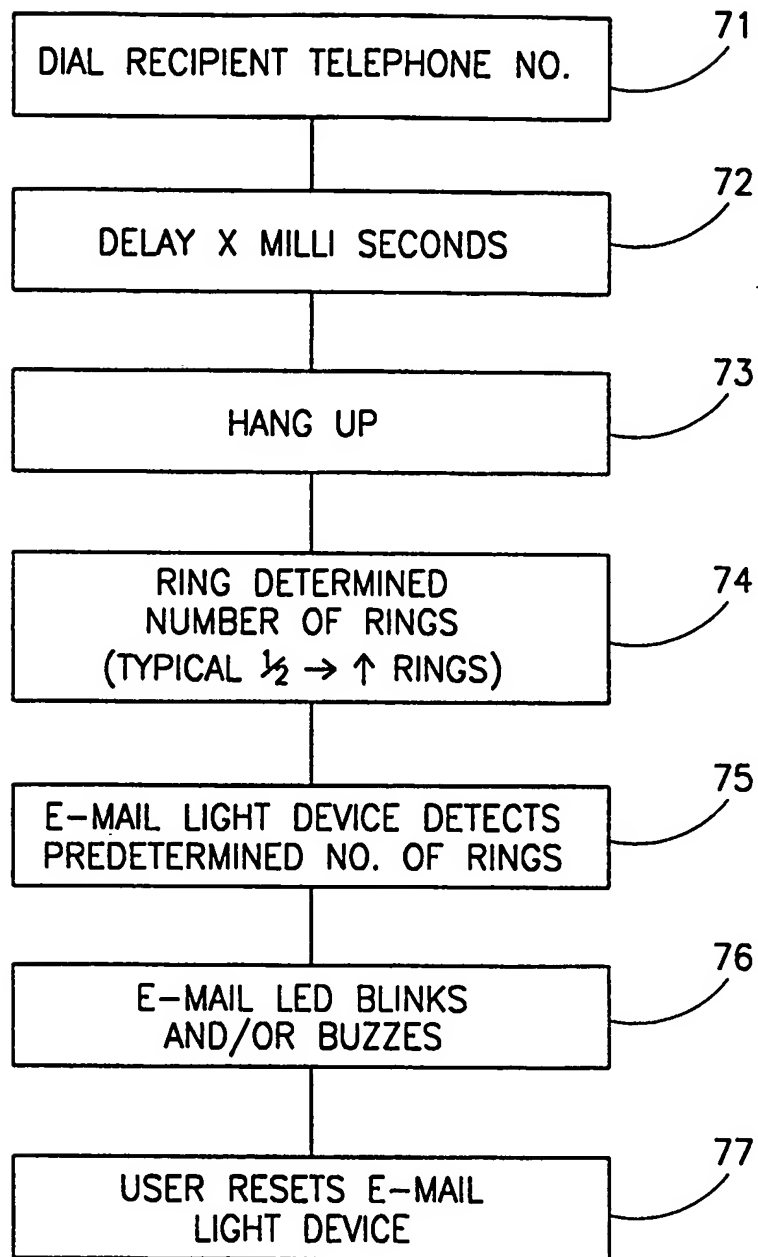 71
DIAL RECIPIENT TELEPHONE NO.
72
DELAY X MILLI SECONDS
73
HANG UP
74
RING DETERMINED
NUMBER OF RINGS
(TYPICAL ½ → ↑ RINGS)
75
E-MAIL LIGHT DEVICE DETECTS
PREDETERMINED NO. OF RINGS
76
E-MAIL LED BLINKS
AND/OR BUZZES
77
USER RESETS E-MAIL
LIGHT DEVICE